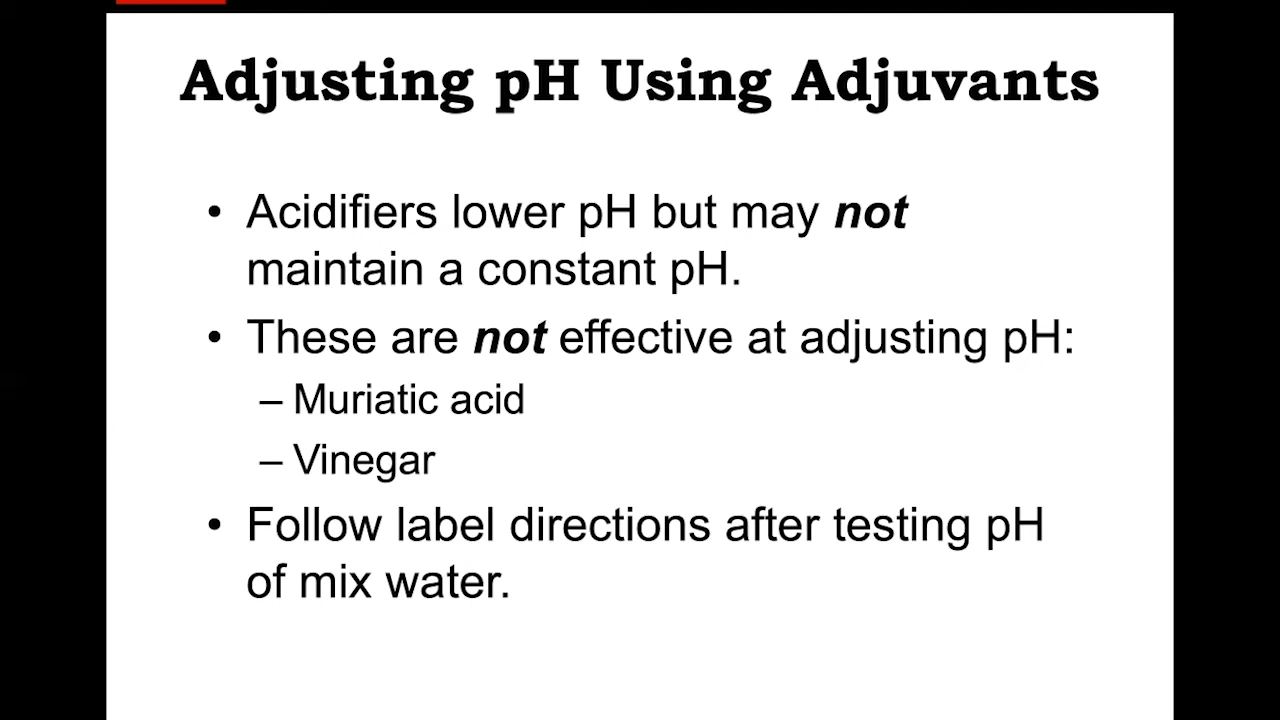 Adjusting pH Using Adjuvants
• Acidifiers lower pH but may not
maintain a constant pH.
• These are not effective at adjusting pH:
– Muriatic acid
– Vinegar
• Follow label directions after testing pH
of mix water.